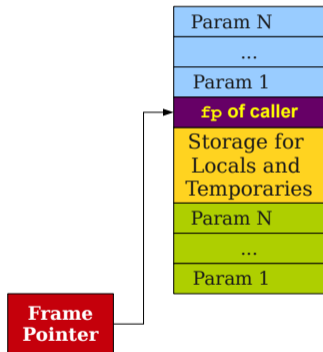 Param N
...
Param 1
fp of caller
Storage for
Locals and
Temporaries
Param N
...
Param 1
Frame
Pointer